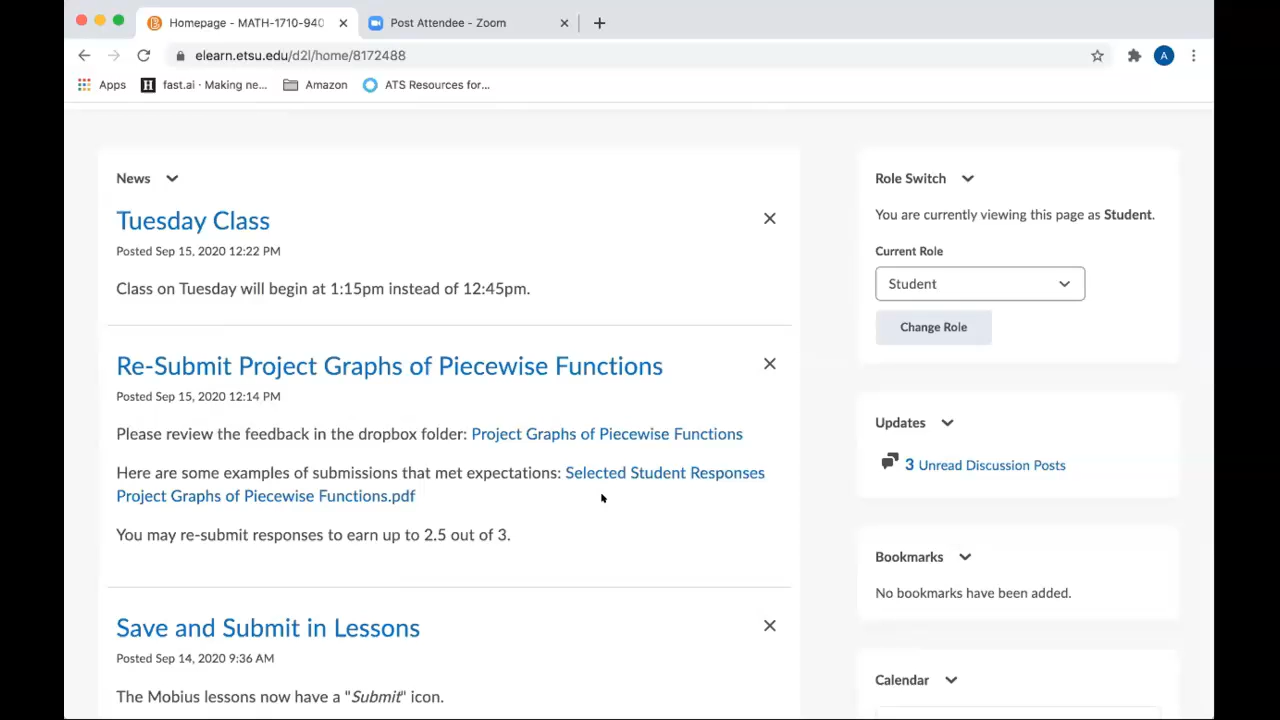 Homepage - MATH-1710-940
Post Attendee - Zoom
elearn.etsu.edu/d2l/home/8172488
A
Apps
H
fast.ai · Making ne...
Amazon
ATS Resources for...
News
Tuesday Class
Posted Sep 15, 2020 12:22 PM
Class on Tuesday will begin at 1:15pm instead of 12:45pm.
Re-Submit Project Graphs of Piecewise Functions
Posted Sep 15, 2020 12:14 PM
Please review the feedback in the dropbox folder: Project Graphs of Piecewise Functions
Here are some examples of submissions that met expectations: Selected Student Responses
Project Graphs of Piecewise Functions.pdf
You may re-submit responses to earn up to 2.5 out of 3.
Save and Submit in Lessons
Posted Sep 14, 2020 9:36 AM
The Mobius lessons now have a "Submit" icon.
Role Switch
You are currently viewing this page as Student.
Current Role
Student
Change Role
Updates
3 Unread Discussion Posts
Bookmarks
No bookmarks have been added.
Calendar